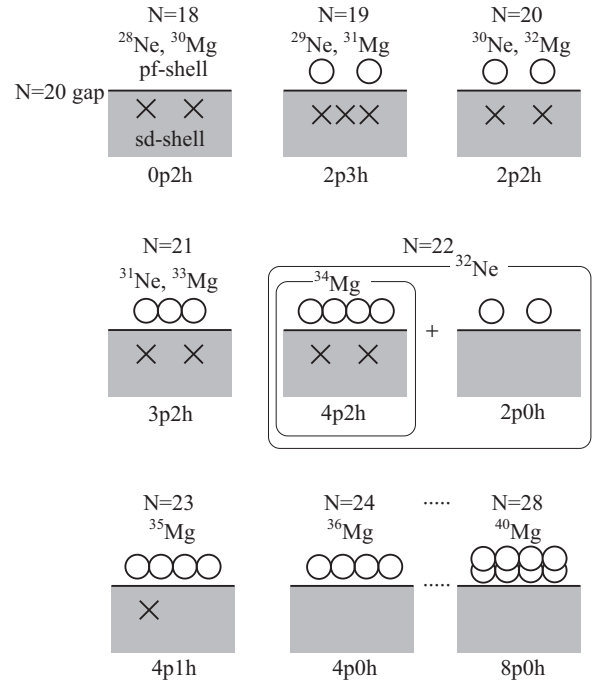 N=18
²⁸Ne, ³⁰Mg
pf-shell
N=20 gap
sd-shell
0p2h
N=19
²⁹Ne, ³¹Mg
2p3h
N=20
³⁰Ne, ³²Mg
2p2h
N=21
³¹Ne, ³³Mg
3p2h
N=22
³²Ne
³⁴Mg
4p2h
+
2p0h
N=23
³⁵Mg
4p1h
N=24
³⁶Mg
4p0h
.....
.....
N=28
⁴⁰Mg
8p0h